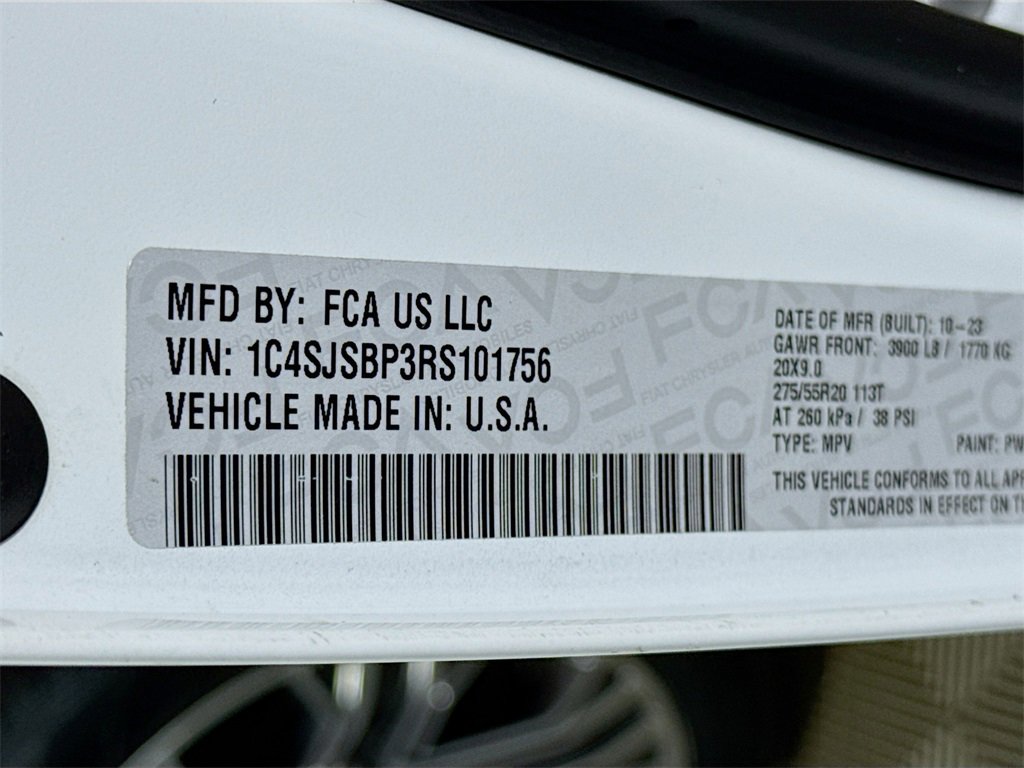 MFD BY: FCA US LLC
VIN: 1C4SJSBP3RS101756
VEHICLE MADE IN: U.S.A.
DATE OF MFR (BUILT): 10-23
GAWR FRONT: 3900 LB / 1770 KG
20X9.0
275/55R20 113T
AT 260 kPa / 38 PSI
TYPE: MPV PAINT: PW
THIS VEHICLE CONFORMS TO ALL
STANDARDS IN EFFECT ON